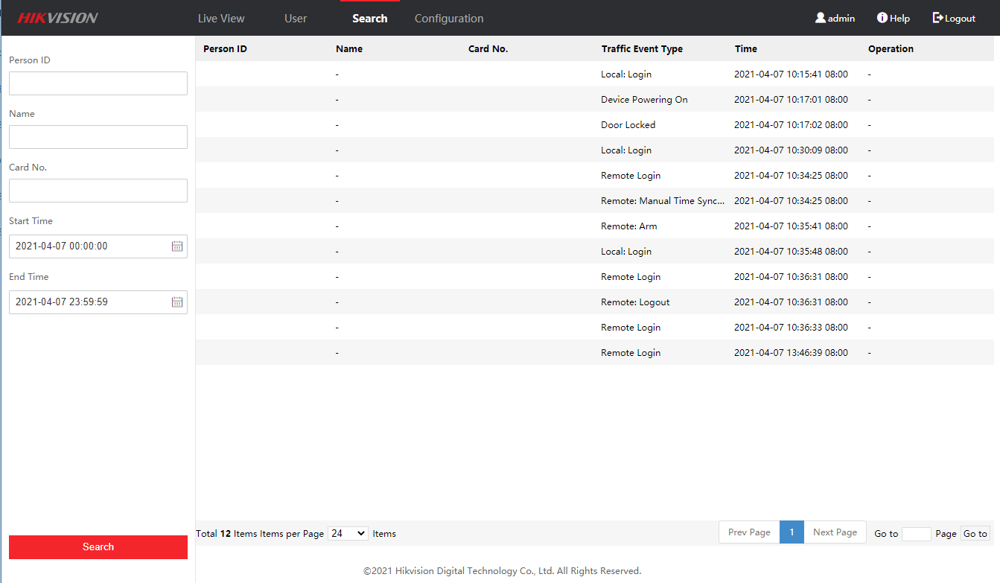 HIKVISION Live View User Search Configuration admin Help Logout
Person ID
Name
Card No.
Start Time
2021-04-07 00:00:00
End Time
2021-04-07 23:59:59
Search
Person ID Name Card No. Traffic Event Type Time Operation
- Local: Login 2021-04-07 10:15:41 08:00 -
- Device Powering On 2021-04-07 10:17:01 08:00 -
- Door Locked 2021-04-07 10:17:02 08:00 -
- Local: Login 2021-04-07 10:30:09 08:00 -
- Remote Login 2021-04-07 10:34:25 08:00 -
- Remote: Manual Time Sync... 2021-04-07 10:34:25 08:00 -
- Remote: Arm 2021-04-07 10:35:41 08:00 -
- Local: Login 2021-04-07 10:35:48 08:00 -
- Remote Login 2021-04-07 10:36:31 08:00 -
- Remote: Logout 2021-04-07 10:36:31 08:00 -
- Remote Login 2021-04-07 10:36:33 08:00 -
- Remote Login 2021-04-07 13:46:39 08:00 -
Total 12 Items Items per Page 24 Items Prev Page 1 Next Page Go to Page Go to
©2021 Hikvision Digital Technology Co., Ltd. All Rights Reserved.